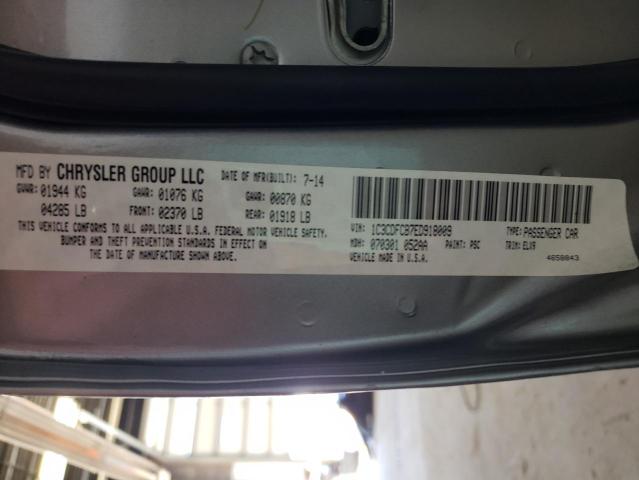 MFD BY CHRYSLER GROUP LLC DATE OF MFR(BUILT): 7-14
GVWR: 01944 KG GAWR: 01076 KG GAWR: 00870 KG
04285 LB FRONT: 02370 LB REAR: 01918 LB
THIS VEHICLE CONFORMS TO ALL APPLICABLE U.S.A. FEDERAL MOTOR VEHICLE SAFETY,
BUMPER AND THEFT PREVENTION STANDARDS IN EFFECT ON
THE DATE OF MANUFACTURE SHOWN ABOVE.
VIN: 1C3CDFCB7ED918009 TYPE: PASSENGER CAR
MDH: 070301 052AA PAINT: PSC TRIM: ELX9
VEHICLE MADE IN U.S.A. 4658843